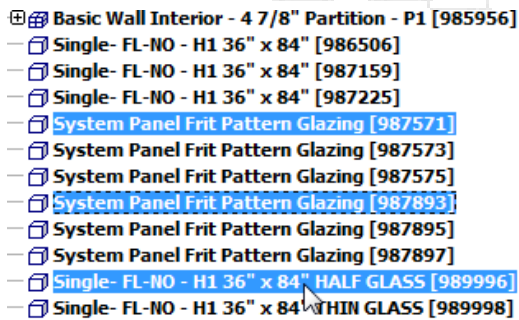 Basic Wall Interior - 4 7/8" Partition - P1 [985956]
Single- FL-NO - H1 36" x 84" [986506]
Single- FL-NO - H1 36" x 84" [987159]
Single- FL-NO - H1 36" x 84" [987225]
System Panel Frit Pattern Glazing [987571]
System Panel Frit Pattern Glazing [987573]
System Panel Frit Pattern Glazing [987575]
System Panel Frit Pattern Glazing [987893]
System Panel Frit Pattern Glazing [987895]
System Panel Frit Pattern Glazing [987897]
Single- FL-NO - H1 36" x 84" HALF GLASS [989996]
Single- FL-NO - H1 36" x 84" THIN GLASS [989998]